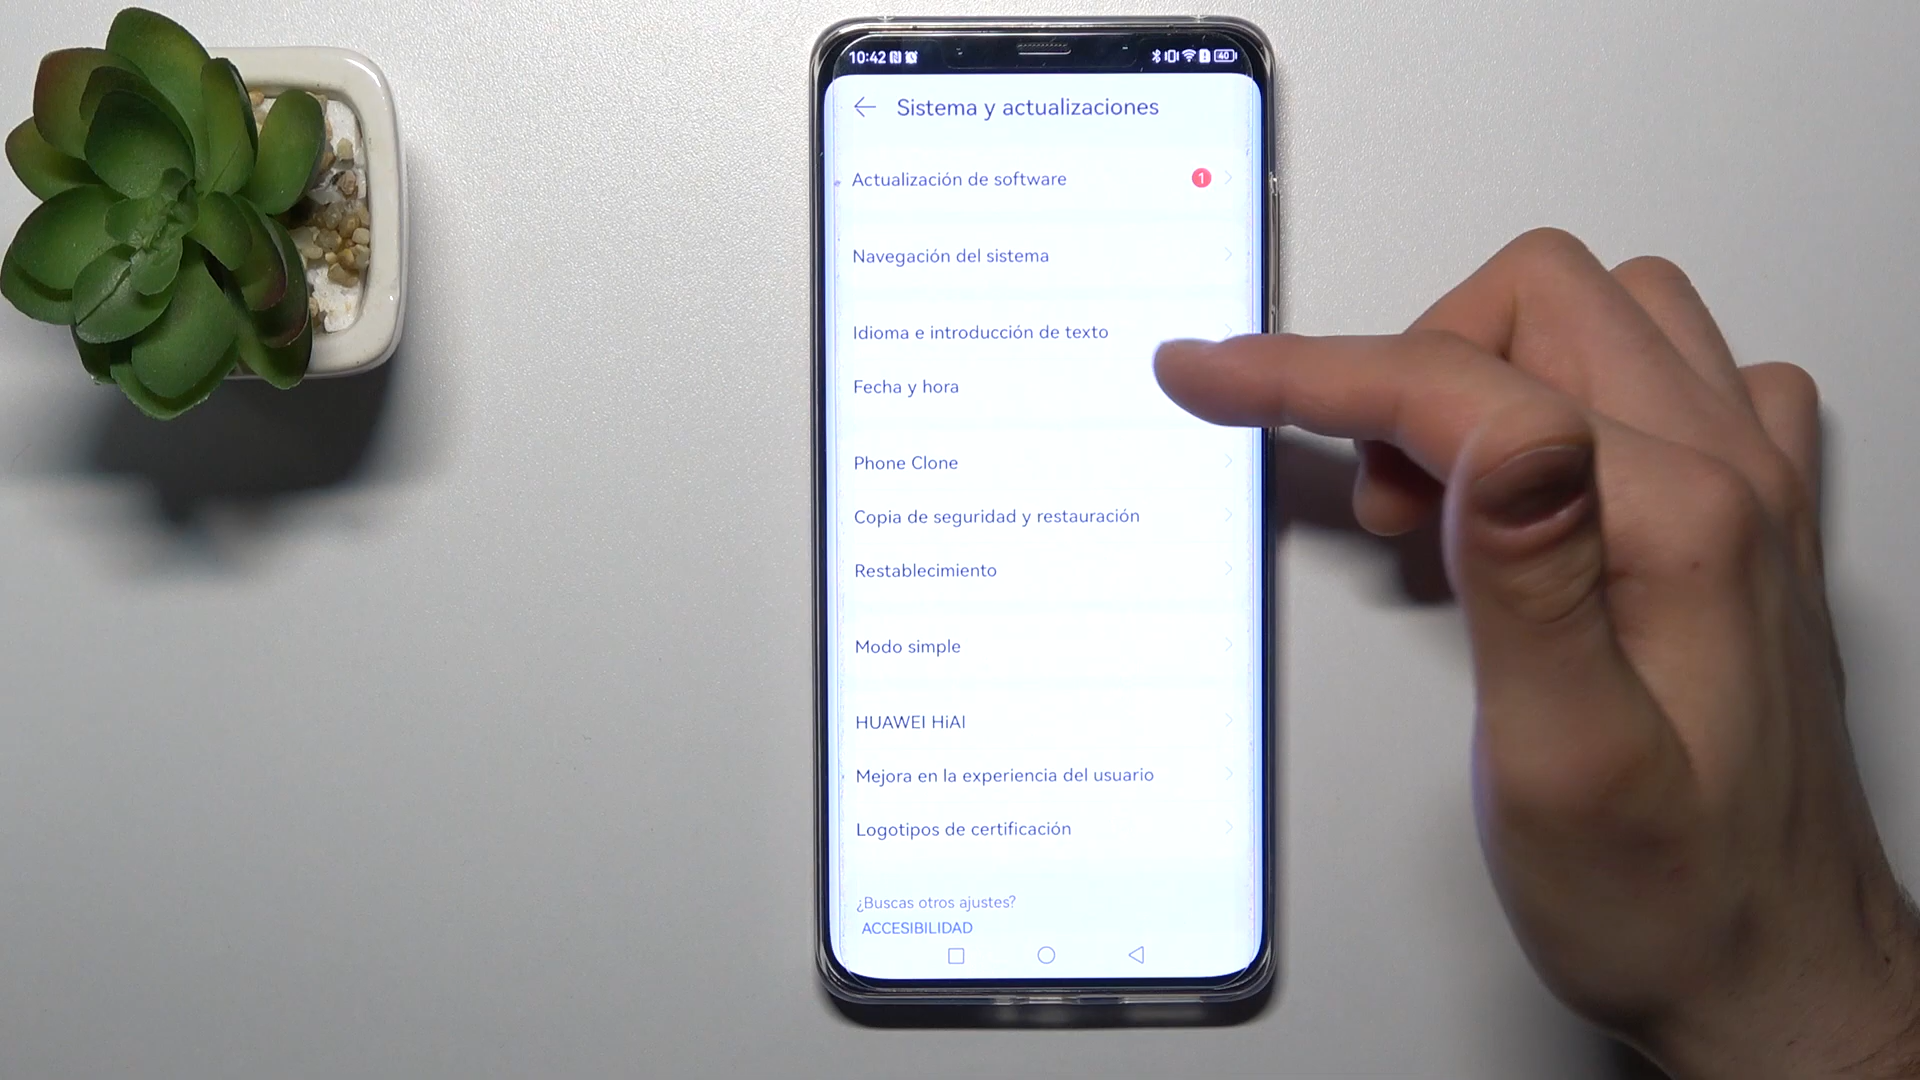 10:42
40
Sistema y actualizaciones
Actualización de software
1
Navegación del sistema
Idioma e introducción de texto
Fecha y hora
Phone Clone
Copia de seguridad y restauración
Restablecimiento
Modo simple
HUAWEI HiAI
Mejora en la experiencia del usuario
Logotipos de certificación
¿Buscas otros ajustes?
ACCESIBILIDAD